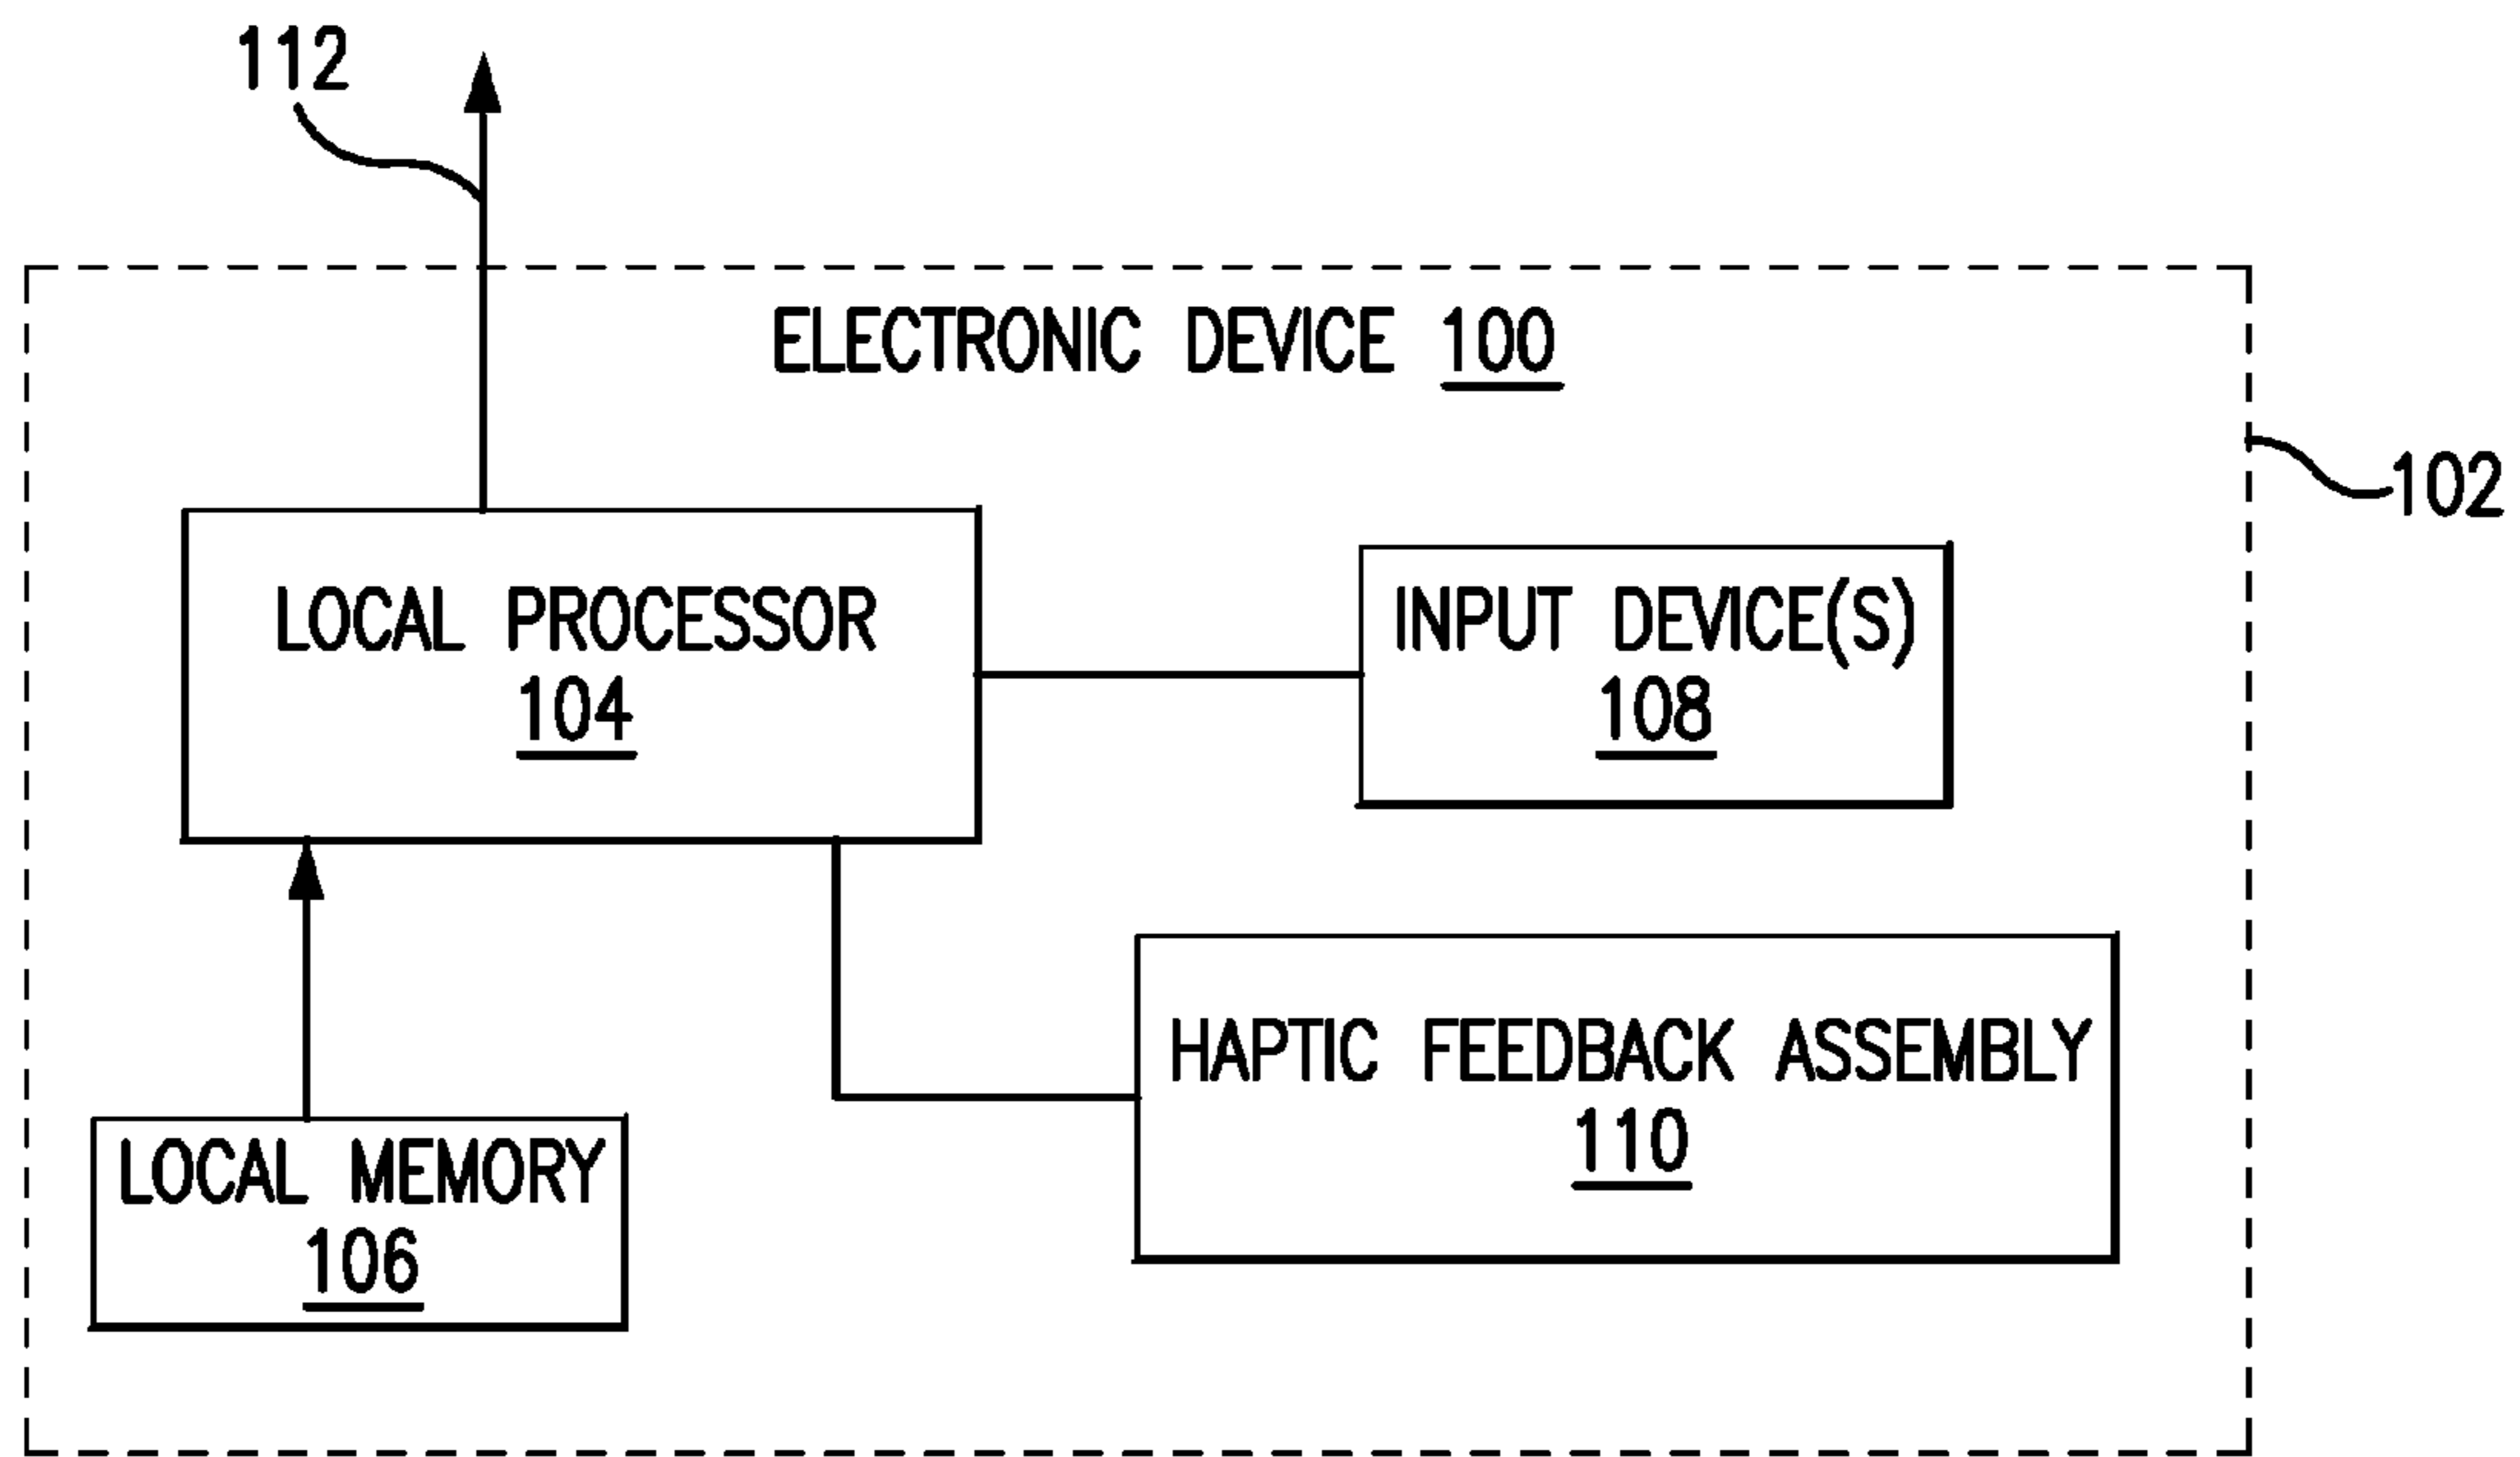 112
ELECTRONIC DEVICE 100
102
LOCAL PROCESSOR
104
INPUT DEVICE(S)
108
HAPTIC FEEDBACK ASSEMBLY
110
LOCAL MEMORY
106